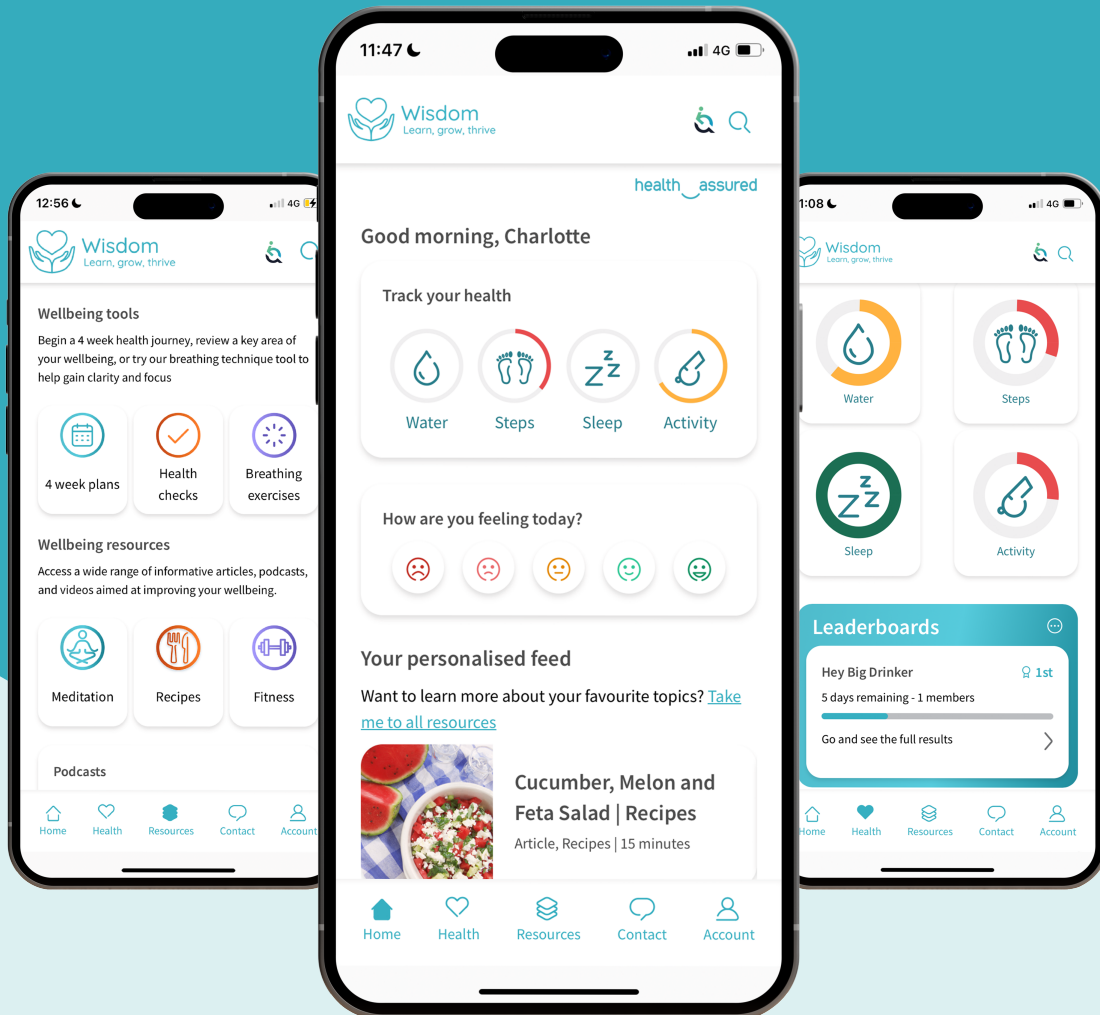 12:56
4G
Wisdom
Learn, grow, thrive
Wellbeing tools
Begin a 4 week health journey, review a key area of
your wellbeing, or try our breathing technique tool to
help gain clarity and focus
4 week plans
Health
checks
Breathing
exercises
Wellbeing resources
Access a wide range of informative articles, podcasts,
and videos aimed at improving your wellbeing.
Meditation
Recipes
Fitness
Podcasts
Home
Health
Resources
Contact
Account
11:47
4G
Wisdom
Learn, grow, thrive
health assured
Good morning, Charlotte
Track your health
Water
Steps
Sleep
Activity
How are you feeling today?
Your personalised feed
Want to learn more about your favourite topics? Take
me to all resources
Cucumber, Melon and
Feta Salad | Recipes
Article, Recipes | 15 minutes
Home
Health
Resources
Contact
Account
1:08
4G
Wisdom
Learn, grow, thrive
Water
Steps
Sleep
Activity
Leaderboards
Hey Big Drinker
1st
5 days remaining - 1 members
Go and see the full results
Home
Health
Resources
Contact
Account